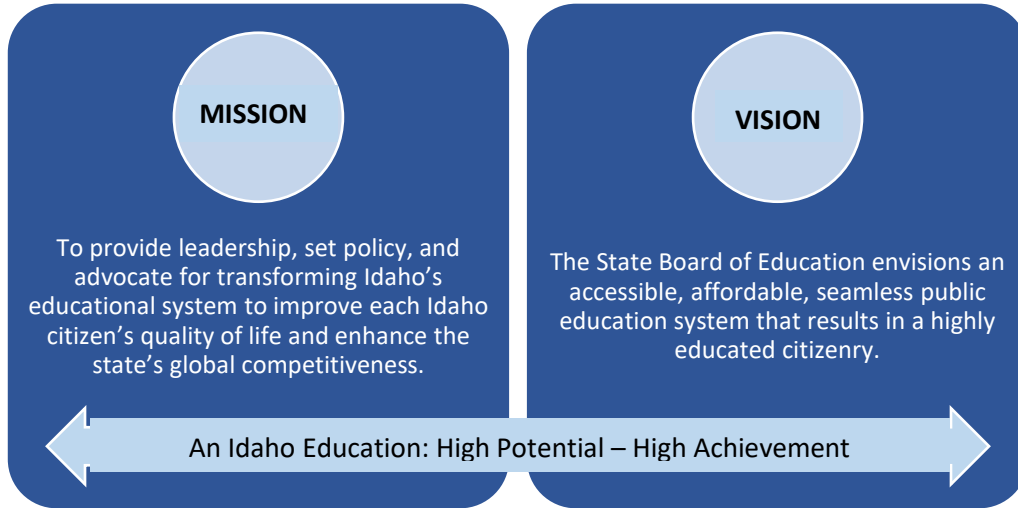 MISSION
To provide leadership, set policy, and
advocate for transforming Idaho’s
educational system to improve each Idaho
citizen’s quality of life and enhance the
state’s global competitiveness.
VISION
The State Board of Education envisions an
accessible, affordable, seamless public
education system that results in a highly
educated citizenry.
An Idaho Education: High Potential – High Achievement